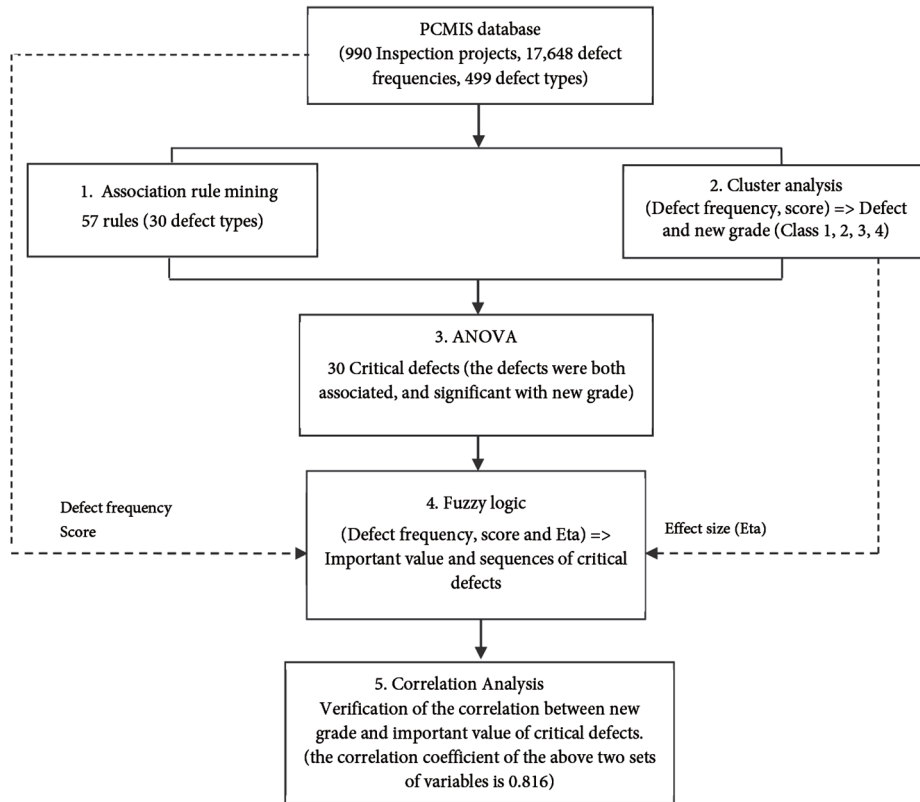 PCMIS database
(990 Inspection projects, 17,648 defect
frequencies, 499 defect types)
1. Association rule mining
57 rules (30 defect types)
2. Cluster analysis
(Defect frequency, score) => Defect
and new grade (Class 1, 2, 3, 4)
3. ANOVA
30 Critical defects (the defects were both
associated, and significant with new grade)
Defect frequency
Score
4. Fuzzy logic
(Defect frequency, score and Eta) =>
Important value and sequences of critical
defects
Effect size (Eta)
5. Correlation Analysis
Verification of the correlation between new
grade and important value of critical defects.
(the correlation coefficient of the above two sets
of variables is 0.816)